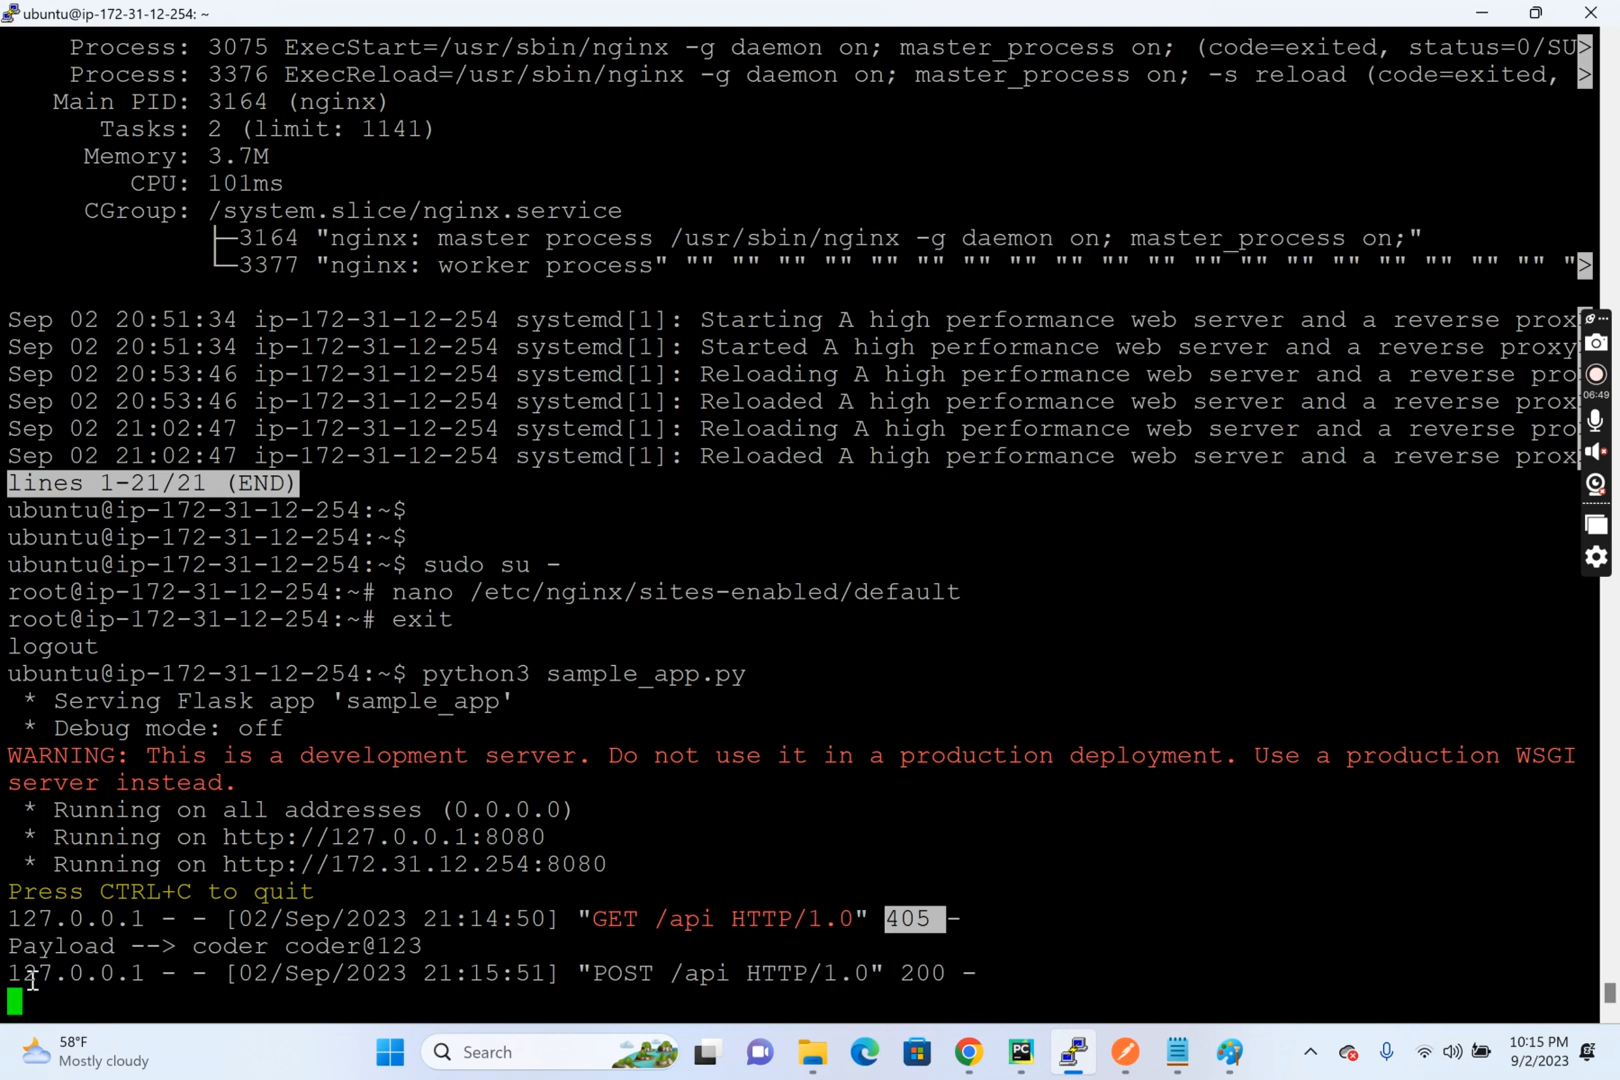 ubuntu@ip-172-31-12-254: ~
Process: 3075 ExecStart=/usr/sbin/nginx -g daemon on; master_process on; (code=exited, status=0/SU>
Process: 3376 ExecReload=/usr/sbin/nginx -g daemon on; master_process on; -s reload (code=exited, >
Main PID: 3164 (nginx)
Tasks: 2 (limit: 1141)
Memory: 3.7M
CPU: 101ms
CGroup: /system.slice/nginx.service
├─3164 "nginx: master process /usr/sbin/nginx -g daemon on; master_process on;"
└─3377 "nginx: worker process" "" "" "" "" "" "" "" "" "" "" "" "" "" "" "" "" "" "" "" ">
Sep 02 20:51:34 ip-172-31-12-254 systemd[1]: Starting A high performance web server and a reverse prox
Sep 02 20:51:34 ip-172-31-12-254 systemd[1]: Started A high performance web server and a reverse proxy
Sep 02 20:53:46 ip-172-31-12-254 systemd[1]: Reloading A high performance web server and a reverse pro
Sep 02 20:53:46 ip-172-31-12-254 systemd[1]: Reloaded A high performance web server and a reverse prox
Sep 02 21:02:47 ip-172-31-12-254 systemd[1]: Reloading A high performance web server and a reverse pro
Sep 02 21:02:47 ip-172-31-12-254 systemd[1]: Reloaded A high performance web server and a reverse prox
06:49
lines 1-21/21 (END)
ubuntu@ip-172-31-12-254:~$
ubuntu@ip-172-31-12-254:~$
ubuntu@ip-172-31-12-254:~$ sudo su -
root@ip-172-31-12-254:~# nano /etc/nginx/sites-enabled/default
root@ip-172-31-12-254:~# exit
logout
ubuntu@ip-172-31-12-254:~$ python3 sample_app.py
* Serving Flask app 'sample_app'
* Debug mode: off
WARNING: This is a development server. Do not use it in a production deployment. Use a production WSGI
server instead.
* Running on all addresses (0.0.0.0)
* Running on http://127.0.0.1:8080
* Running on http://172.31.12.254:8080
Press CTRL+C to quit
127.0.0.1 - - [02/Sep/2023 21:14:50] "GET /api HTTP/1.0" 405 -
Payload --> coder coder@123
127.0.0.1 - - [02/Sep/2023 21:15:51] "POST /api HTTP/1.0" 200 -
58°F
Mostly cloudy
Search
PC
10:15 PM
9/2/2023